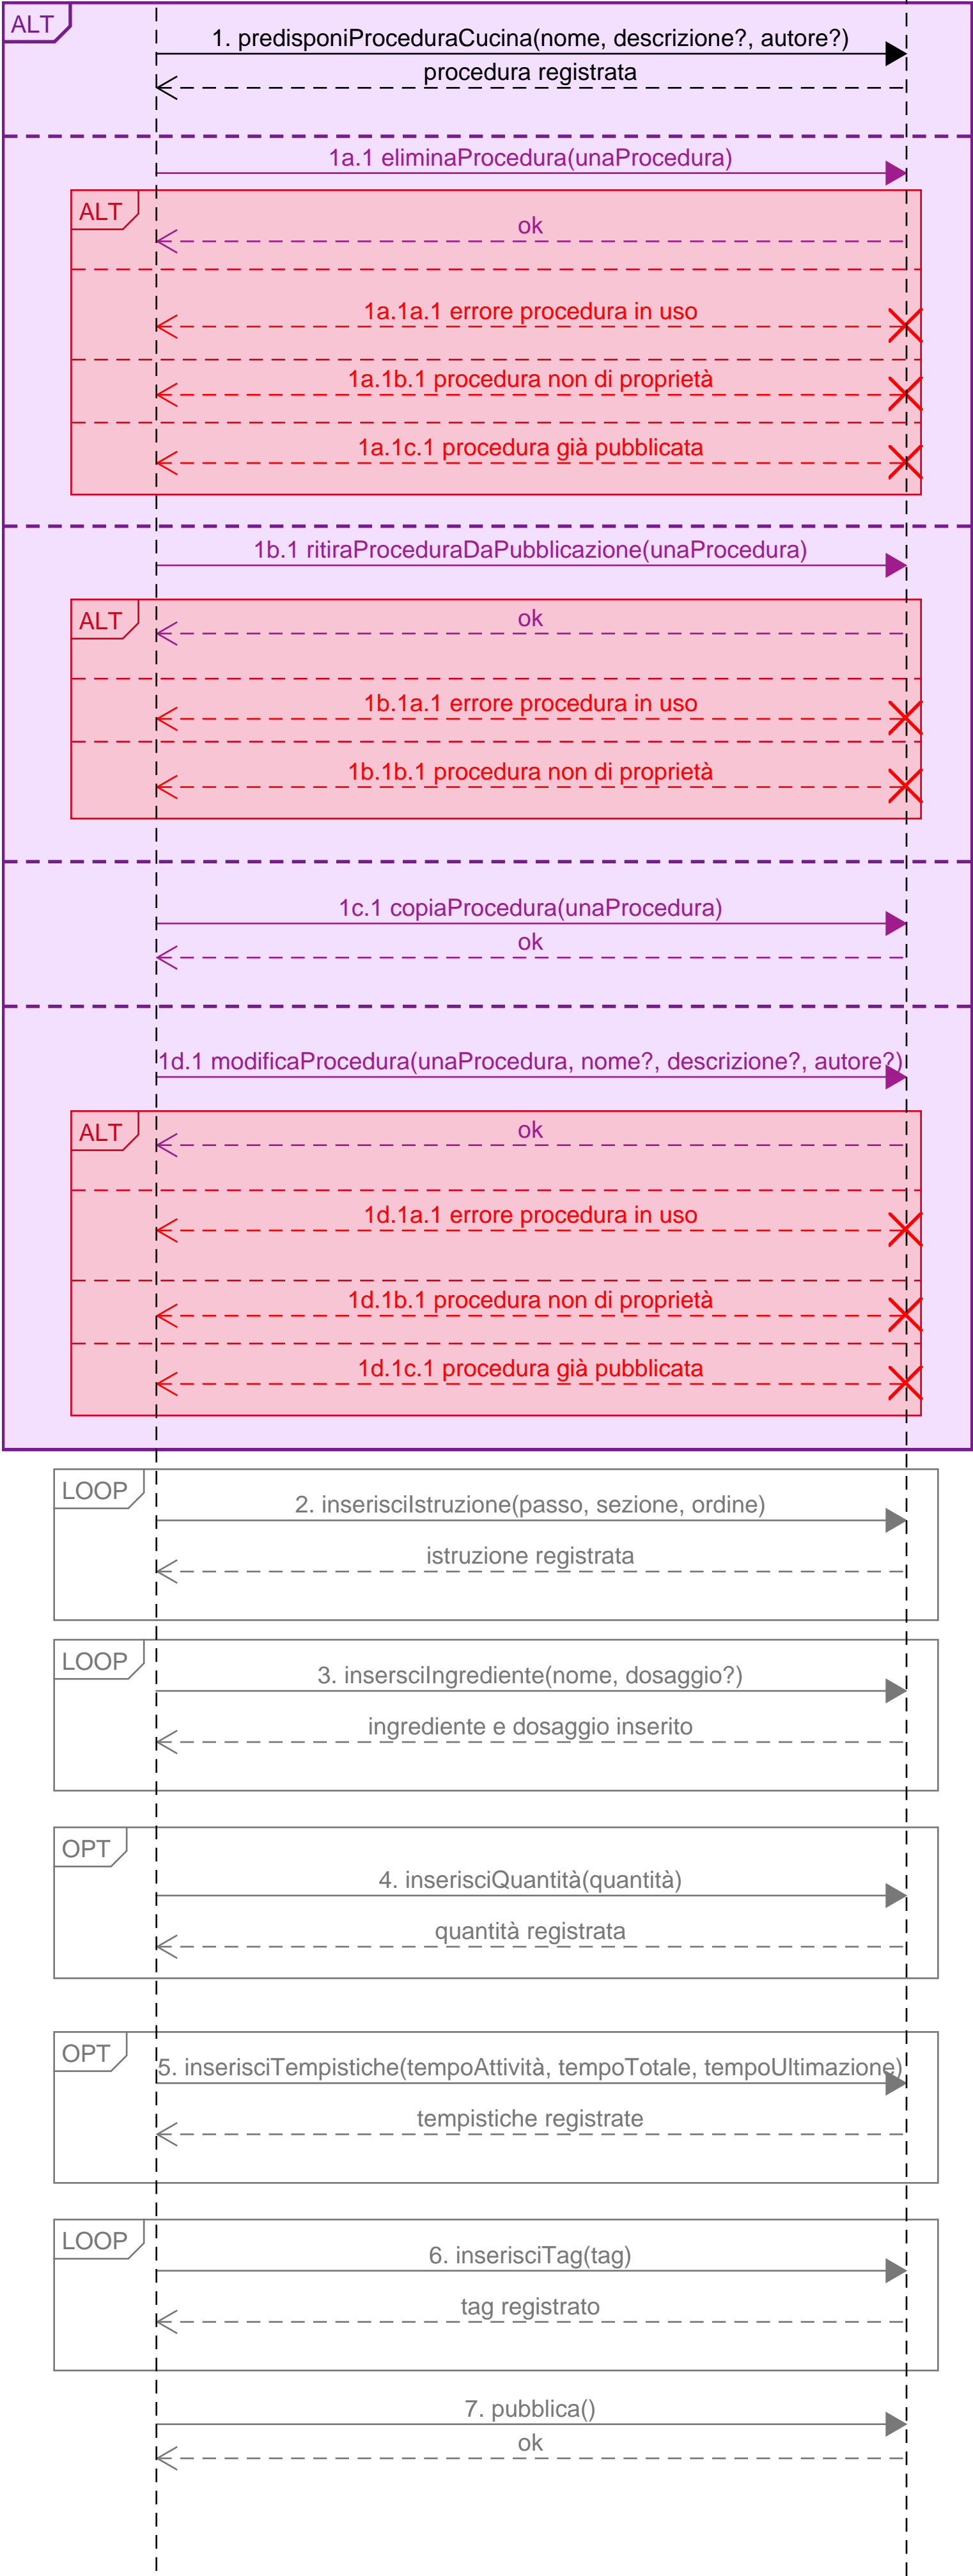 ALT
1. predisponiProceduraCucina(nome, descrizione?, autore?)
procedura registrata
1a.1 eliminaProcedura(unaProcedura)
ALT
ok
1a.1a.1 errore procedura in uso
1a.1b.1 procedura non di proprietà
1a.1c.1 procedura già pubblicata
1b.1 ritiraProceduraDaPubblicazione(unaProcedura)
ALT
ok
1b.1a.1 errore procedura in uso
1b.1b.1 procedura non di proprietà
1c.1 copiaProcedura(unaProcedura)
ok
1d.1 modificaProcedura(unaProcedura, nome?, descrizione?, autore?)
ALT
ok
1d.1a.1 errore procedura in uso
1d.1b.1 procedura non di proprietà
1d.1c.1 procedura già pubblicata
LOOP
2. inserisciIstruzione(passo, sezione, ordine)
istruzione registrata
LOOP
3. insersciIngrediente(nome, dosaggio?)
ingrediente e dosaggio inserito
OPT
4. inserisciQuantità(quantità)
quantità registrata
OPT
5. inserisciTempistiche(tempoAttività, tempoTotale, tempoUltimazione)
tempistiche registrate
LOOP
6. inserisciTag(tag)
tag registrato
7. pubblica()
ok